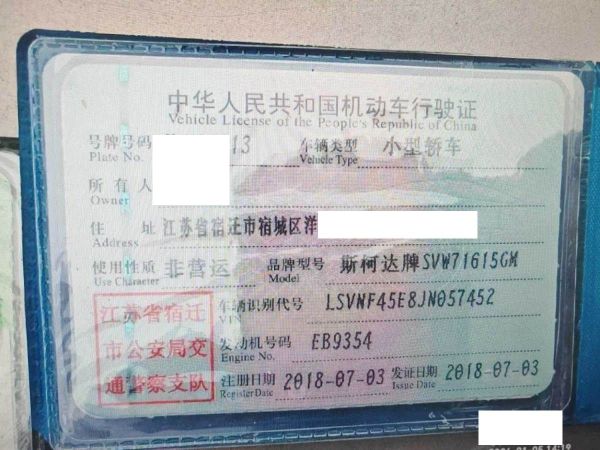 中华人民共和国机动车行驶证
Vehicle License of the People's Republic of China
号牌号码 13 车辆类型 小型轿车
Plate No. Vehicle Type
所有人
Owner
住 址 江苏省宿迁市宿城区洋
Address
使用性质 非营运 品牌型号 斯柯达牌SVW71615GM
Use Character Model
江苏省宿迁
市公安局交
通警察支队
车辆识别代号 LSVNF45E8JN057452
VIN
发动机号码 EB9354
Engine No.
注册日期 2018-07-03 发证日期 2018-07-03
Register Date Issue Date